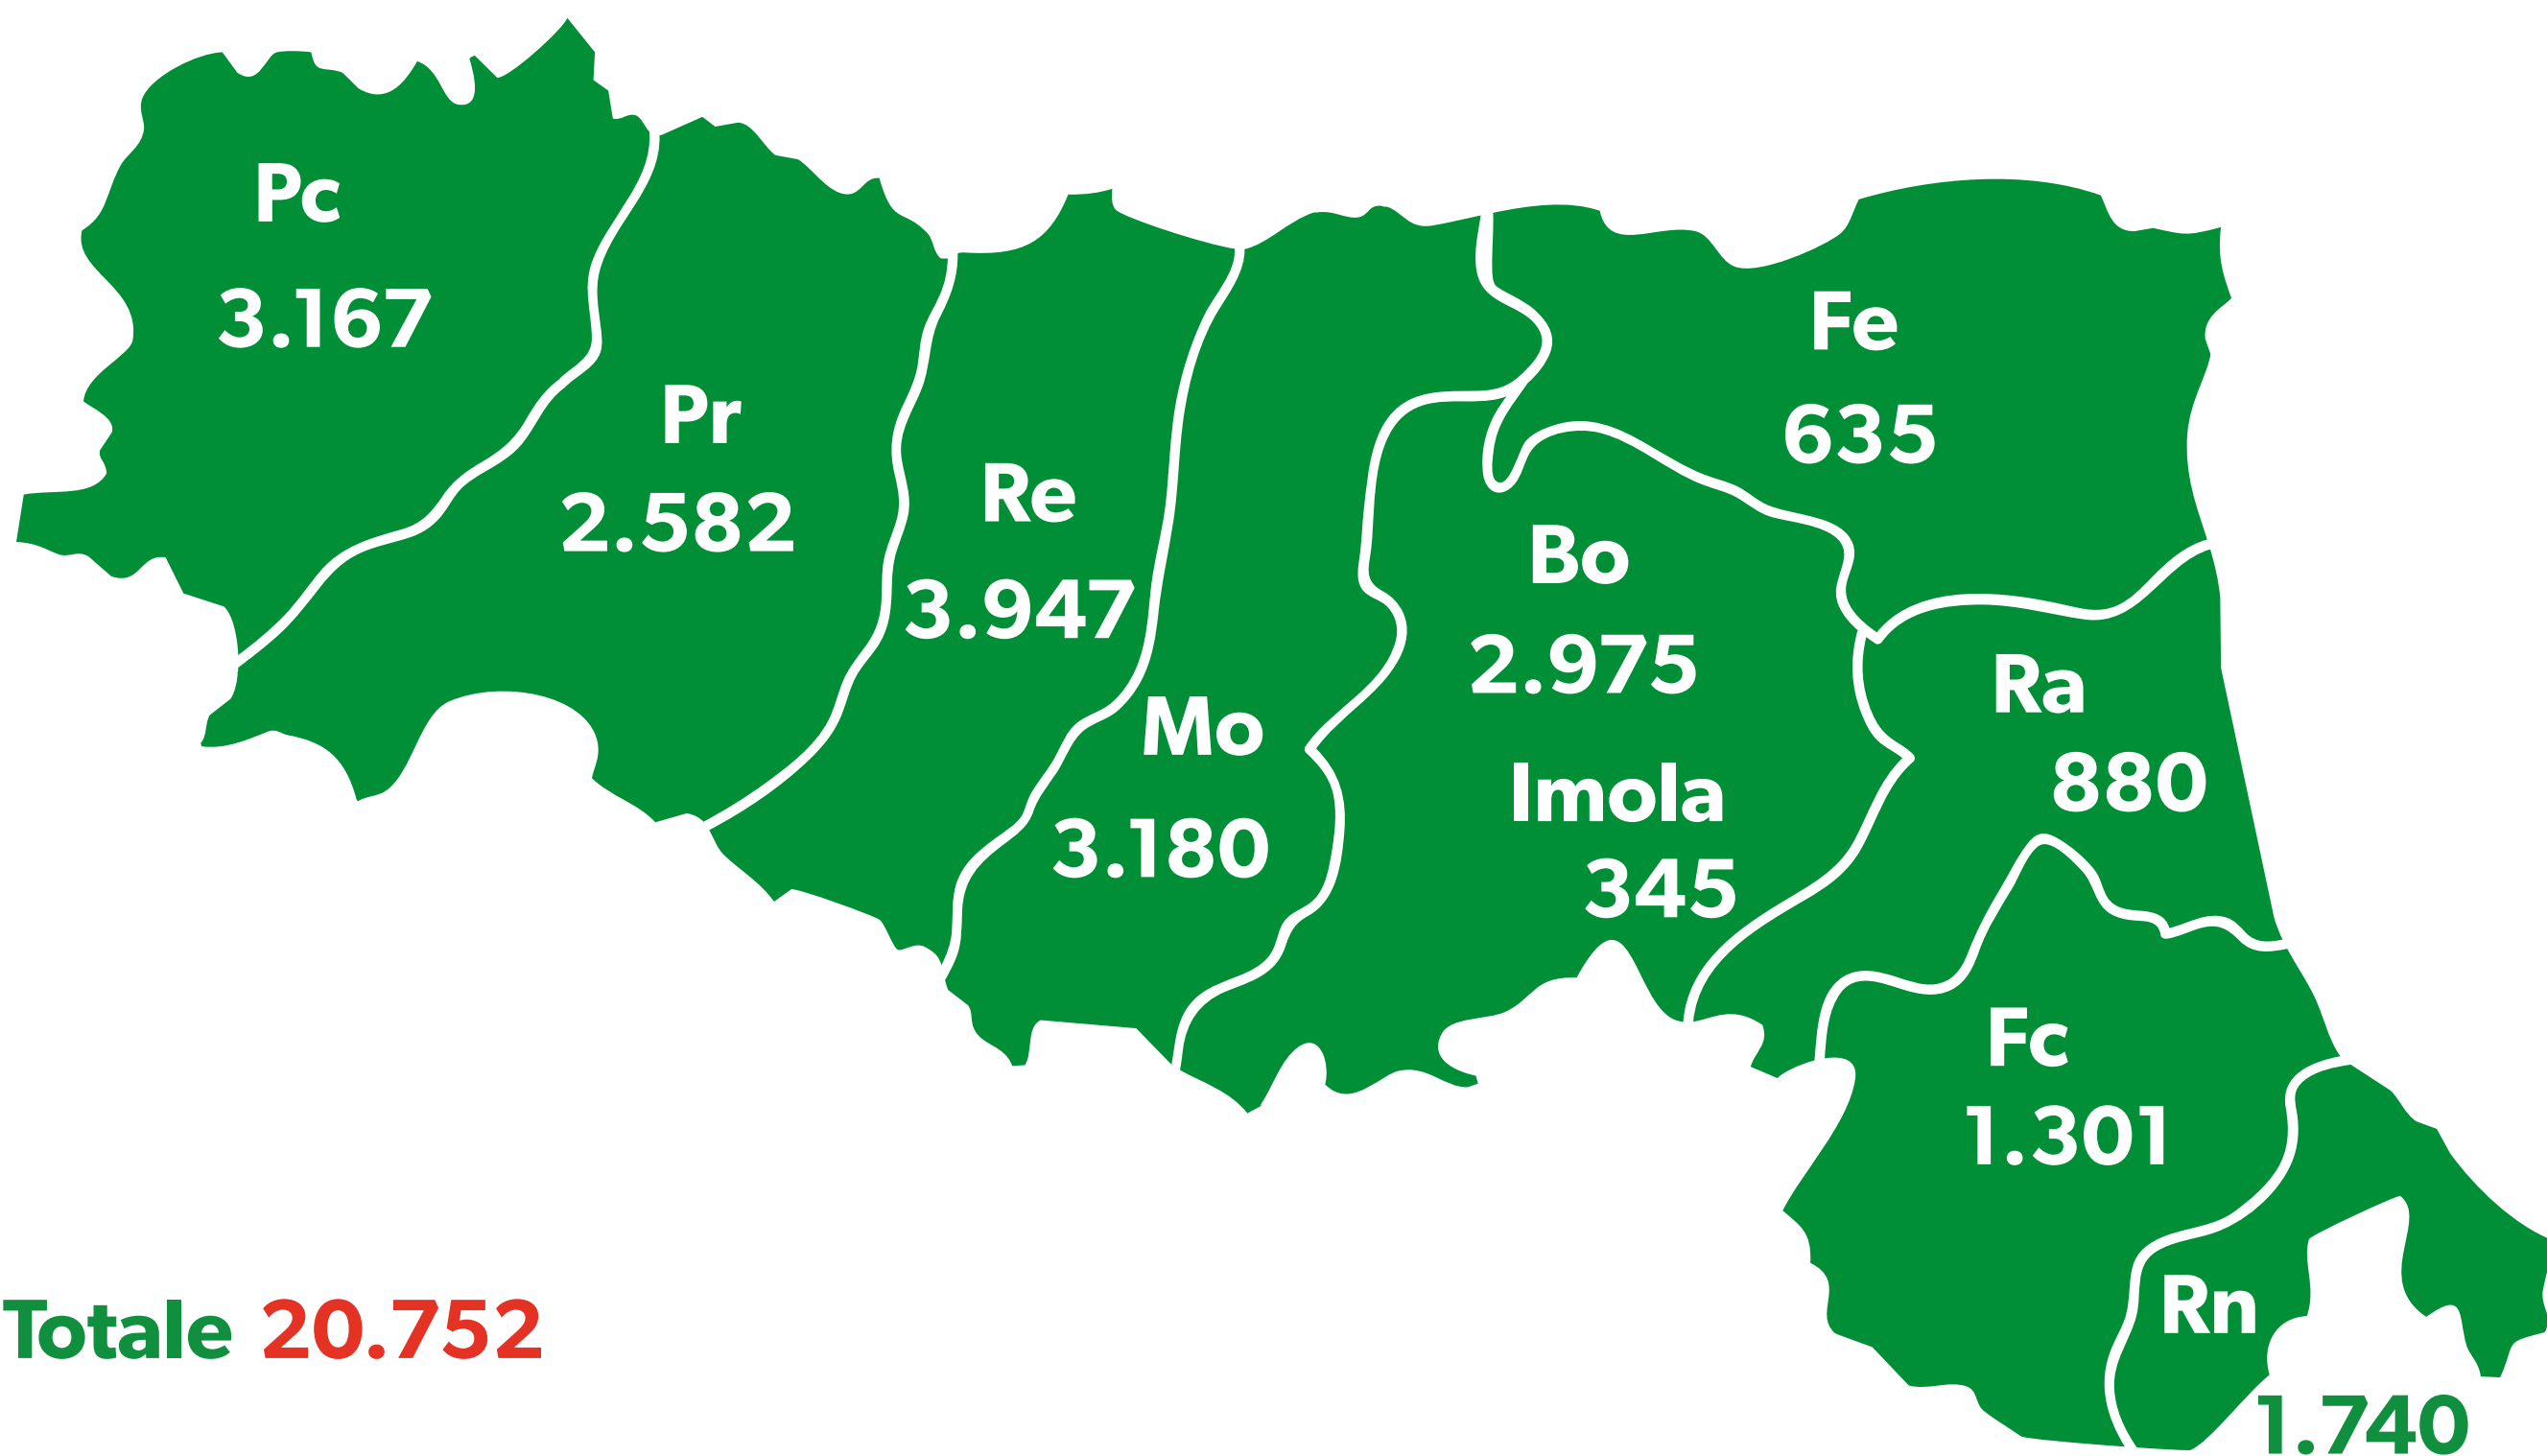 Pc
3.167
Pr
2.582
Re
3.947
Mo
3.180
Bo
2.975
Imola
345
Fe
635
Ra
880
Fc
1.301
Rn
1.740
Totale 20.752